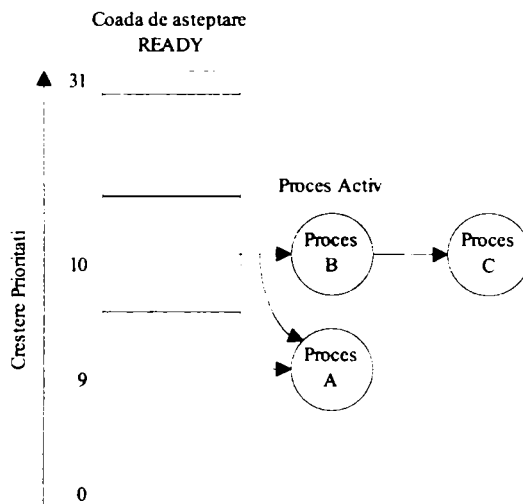 Coada de asteptare
READY
31
Proces Activ
Proces
B
Proces
C
10
Crestere Prioritati
Proces
A
9
0